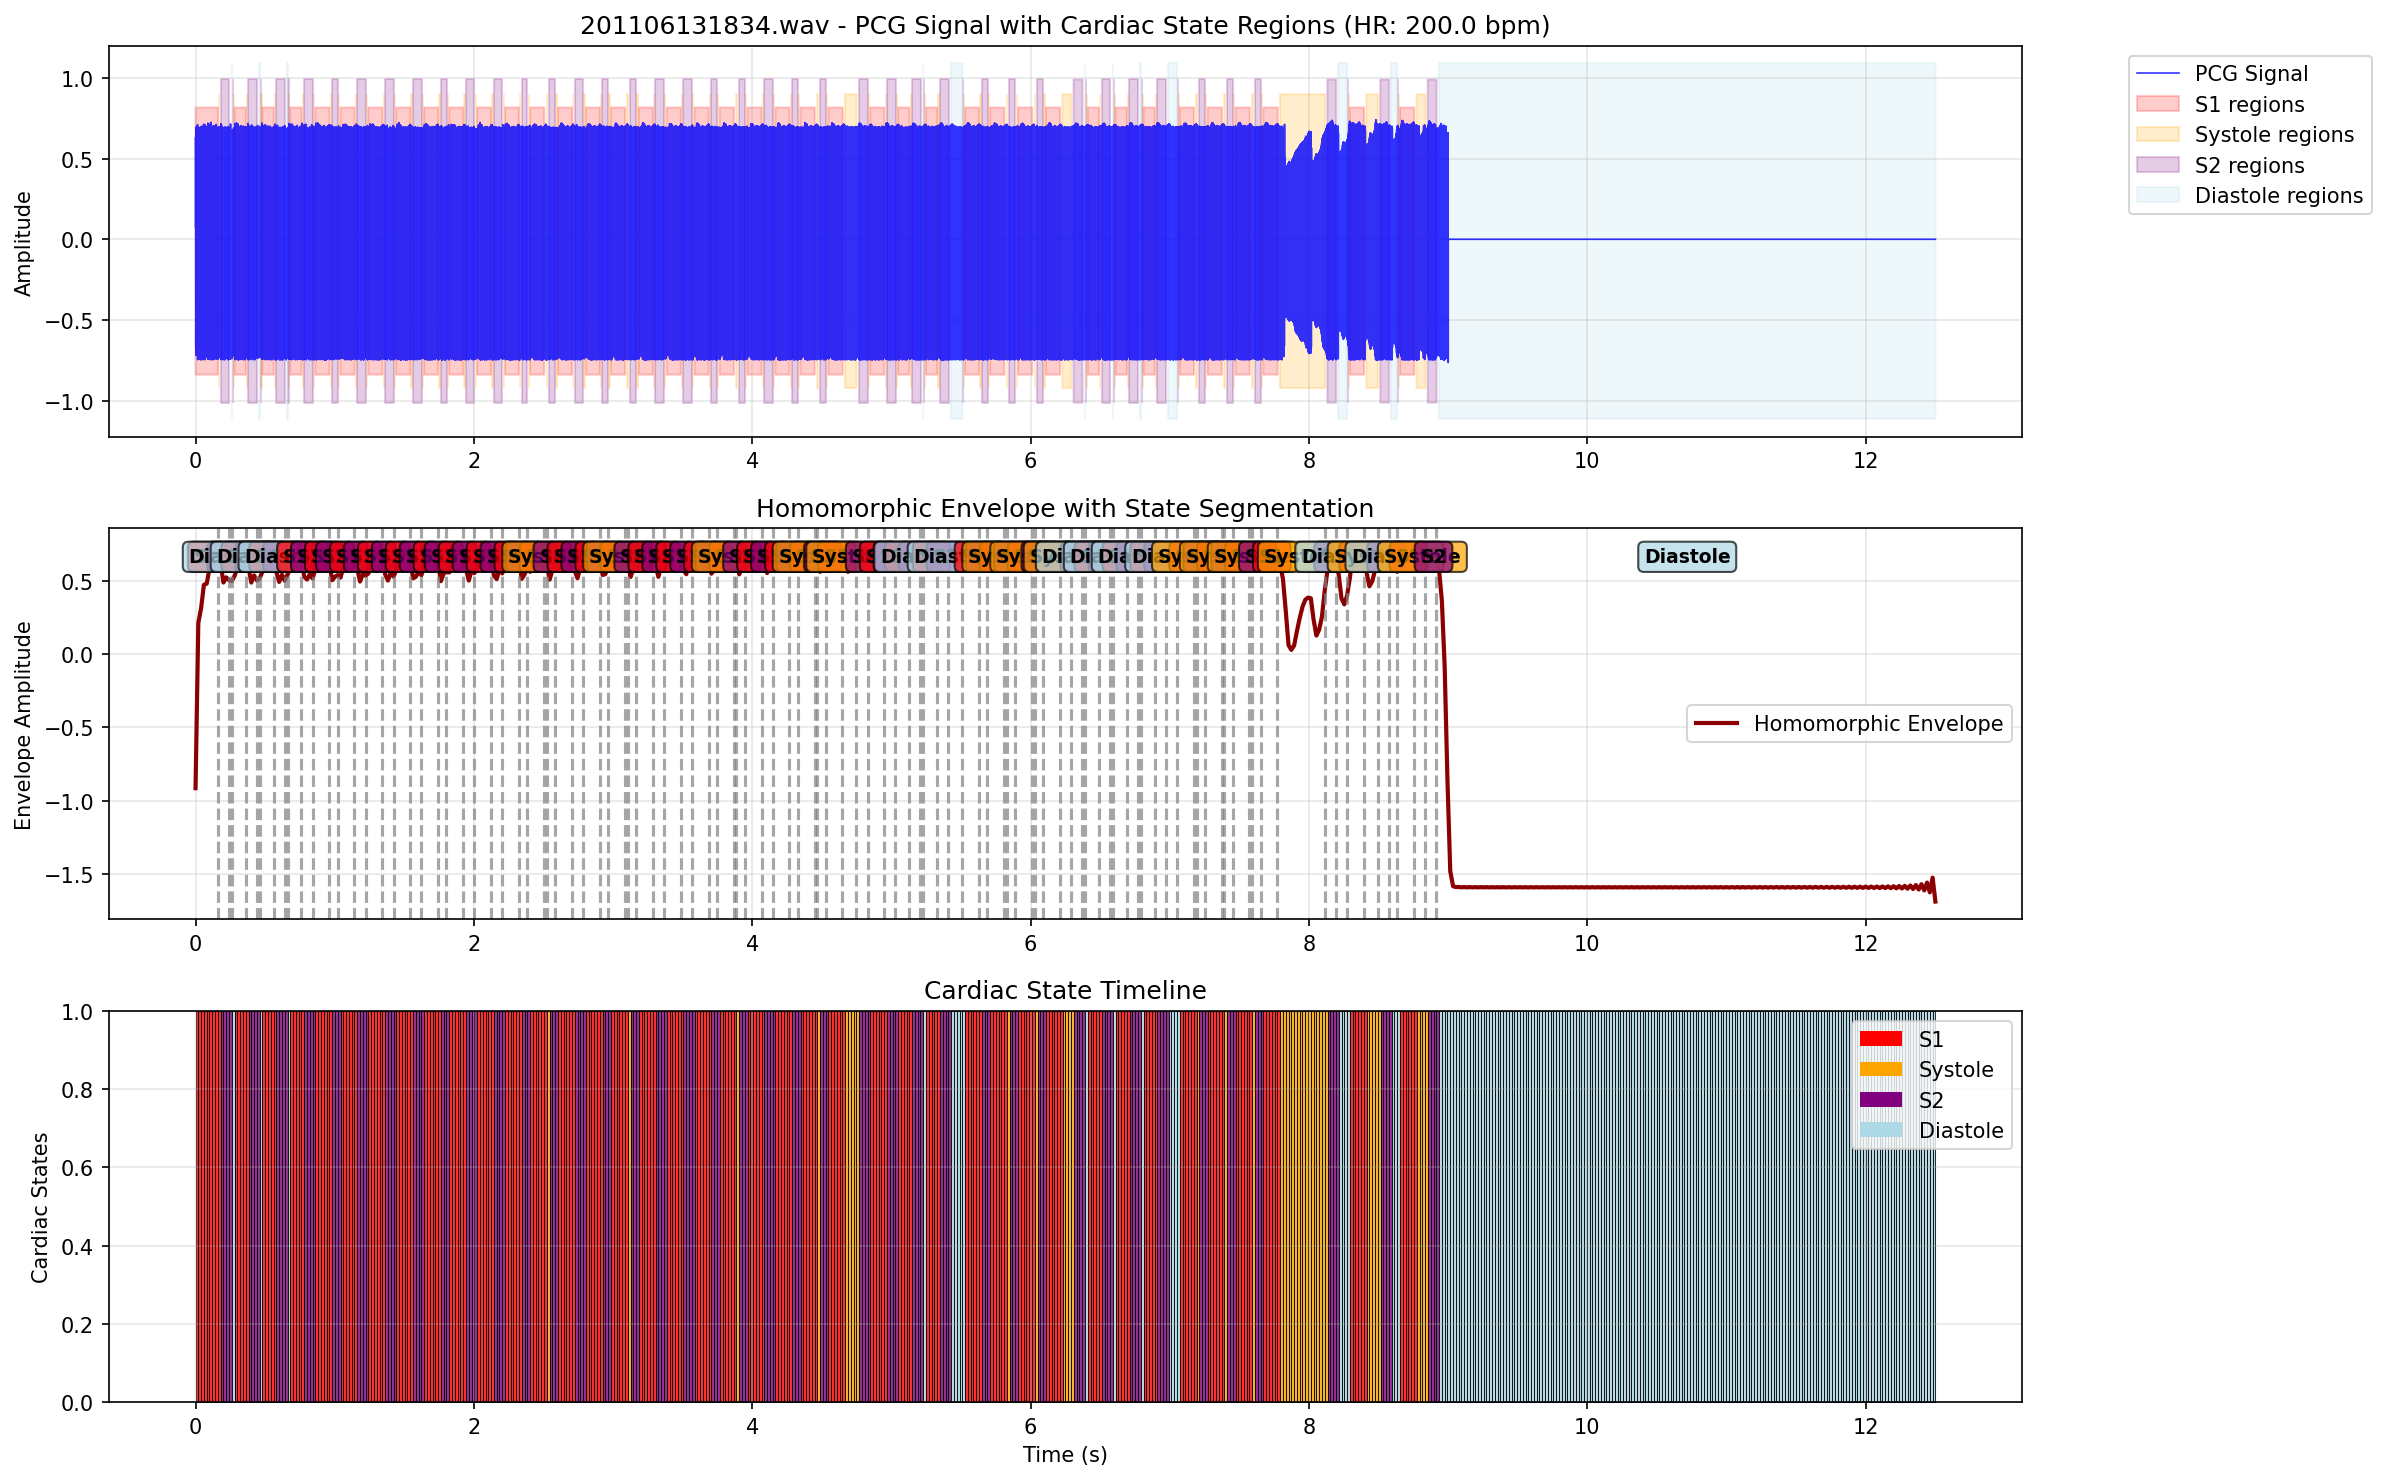 201106131834.wav - PCG Signal with Cardiac State Regions (HR: 200.0 bpm)
Amplitude
1.0
0.5
0.0
−0.5
−1.0
0 2 4 6 8 10 12
PCG Signal
S1 regions
Systole regions
S2 regions
Diastole regions
Homomorphic Envelope with State Segmentation
Envelope Amplitude
Diastole
0.5
0.0
−0.5
−1.0
−1.5
Homomorphic Envelope
0 2 4 6 8 10 12
Cardiac State Timeline
Cardiac States
1.0
0.8
0.6
0.4
0.2
0.0
S1
Systole
S2
Diastole
0 2 4 6 8 10 12
Time (s)